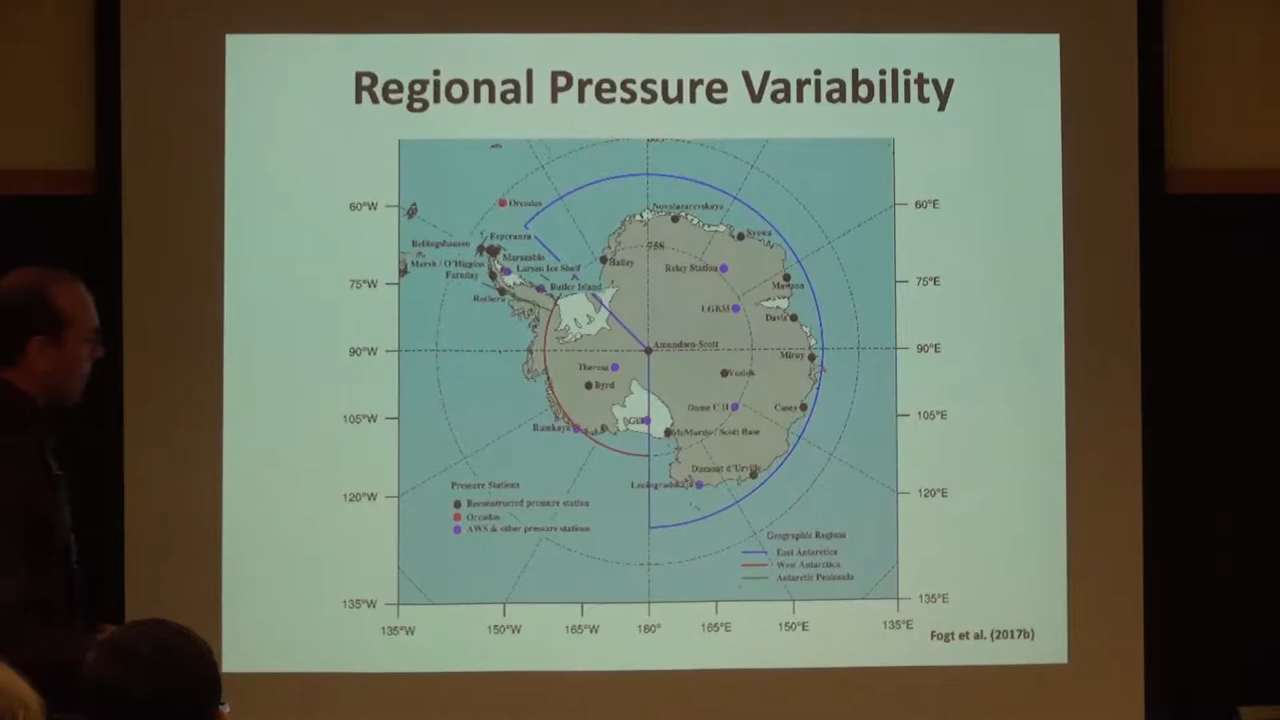 Regional Pressure Variability
60°W
75°W
90°W
105°W
120°W
135°W
135°W
150°W
165°W
180°
165°E
150°E
135°E
60°E
75°E
90°E
105°E
120°E
135°E
Orcadas
Novolazarevskaya
Syowa
Bellingshausen
Esperanza
Marambio
Marsh / O'Higgins
Larsen Ice Shelf
Faraday
Butler Island
Rothera
Halley
75S
Relay Station
Mawson
Davis
Amundsen-Scott
Mirny
Theresa
Vostok
Byrd
Dome C II
Casey
Russkaya
McMurdo / Scott Base
Dumont d'Urville
Leningradskaja
Pressure Stations
Reconstructed pressure station
Orcadas
AWS & other pressure stations
Geographic Regions
East Antarctica
West Antarctica
Antarctic Peninsula
Fogt et al. (2017b)